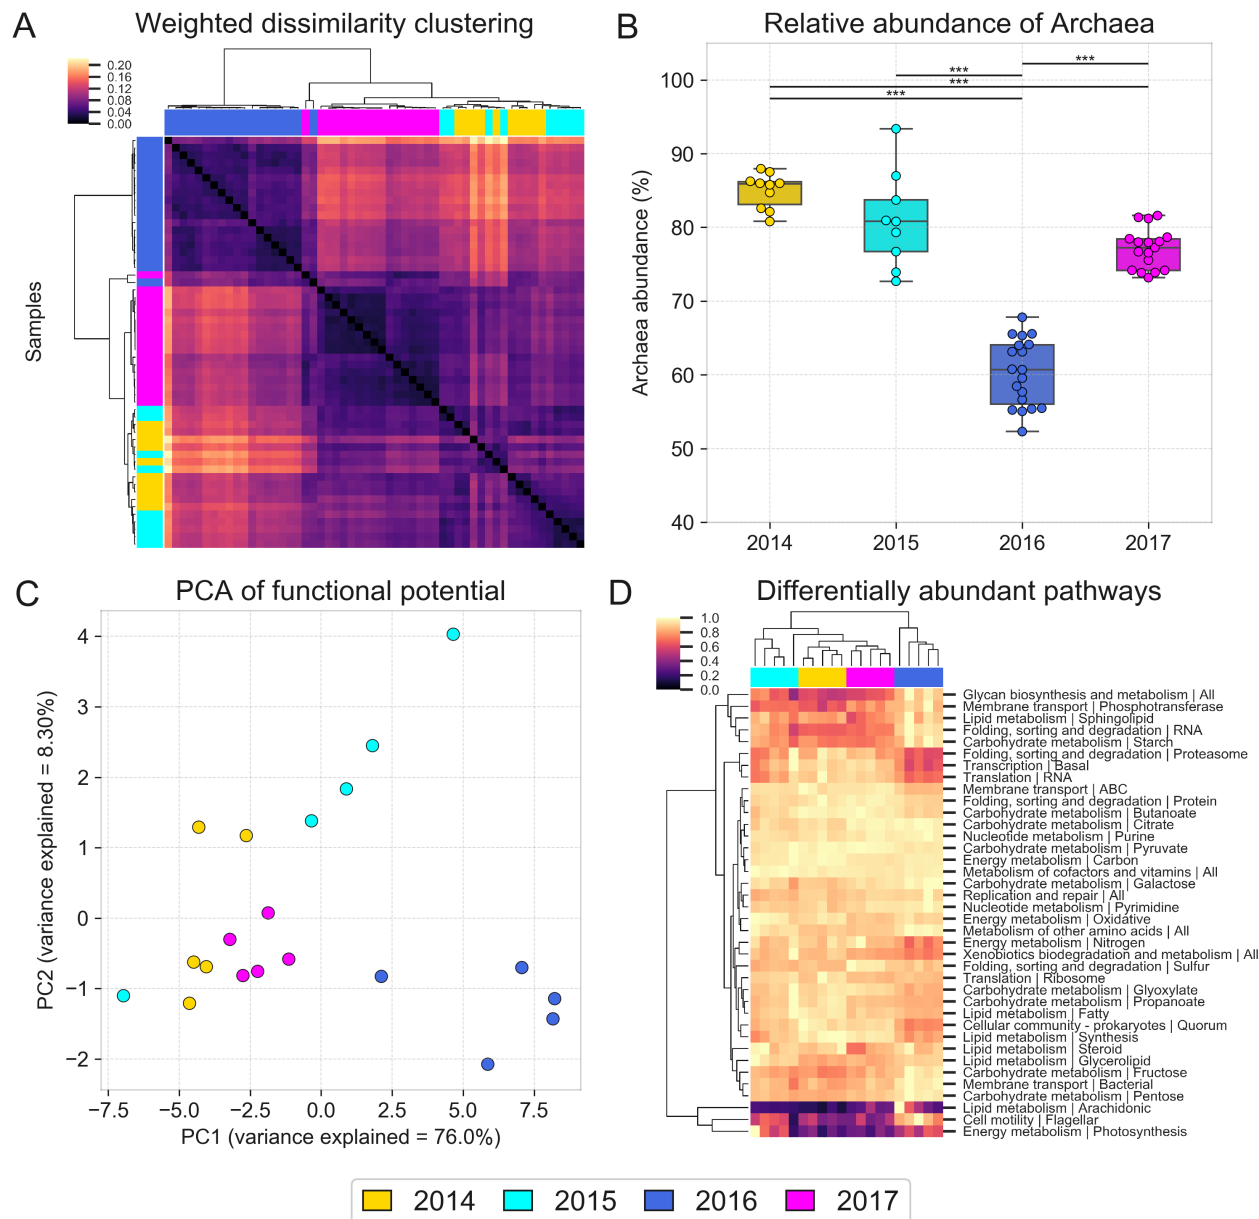 A
Weighted dissimilarity clustering
0.20
0.16
0.12
0.08
0.04
0.00
Samples
B
Relative abundance of Archaea
***
***
***
***
100
90
80
70
60
50
40
Archaea abundance (%)
2014
2015
2016
2017
C
PCA of functional potential
4
3
2
1
0
−1
−2
PC2 (variance explained = 8.30%)
−7.5
−5.0
−2.5
0.0
2.5
5.0
7.5
PC1 (variance explained = 76.0%)
D
Differentially abundant pathways
1.0
0.8
0.6
0.4
0.2
0.0
Glycan biosynthesis and metabolism | All
Membrane transport | Phosphotransferase
Lipid metabolism | Sphingolipid
Folding, sorting and degradation | RNA
Carbohydrate metabolism | Starch
Folding, sorting and degradation | Proteasome
Transcription | Basal
Translation | RNA
Membrane transport | ABC
Folding, sorting and degradation | Protein
Carbohydrate metabolism | Butanoate
Carbohydrate metabolism | Citrate
Nucleotide metabolism | Purine
Carbohydrate metabolism | Pyruvate
Energy metabolism | Carbon
Metabolism of cofactors and vitamins | All
Carbohydrate metabolism | Galactose
Replication and repair | All
Nucleotide metabolism | Pyrimidine
Energy metabolism | Oxidative
Metabolism of other amino acids | All
Energy metabolism | Nitrogen
Xenobiotics biodegradation and metabolism | All
Folding, sorting and degradation | Sulfur
Translation | Ribosome
Carbohydrate metabolism | Glyoxylate
Carbohydrate metabolism | Propanoate
Lipid metabolism | Fatty
Cellular community - prokaryotes | Quorum
Lipid metabolism | Synthesis
Lipid metabolism | Steroid
Lipid metabolism | Glycerolipid
Carbohydrate metabolism | Fructose
Membrane transport | Bacterial
Carbohydrate metabolism | Pentose
Lipid metabolism | Arachidonic
Cell motility | Flagellar
Energy metabolism | Photosynthesis
2014
2015
2016
2017